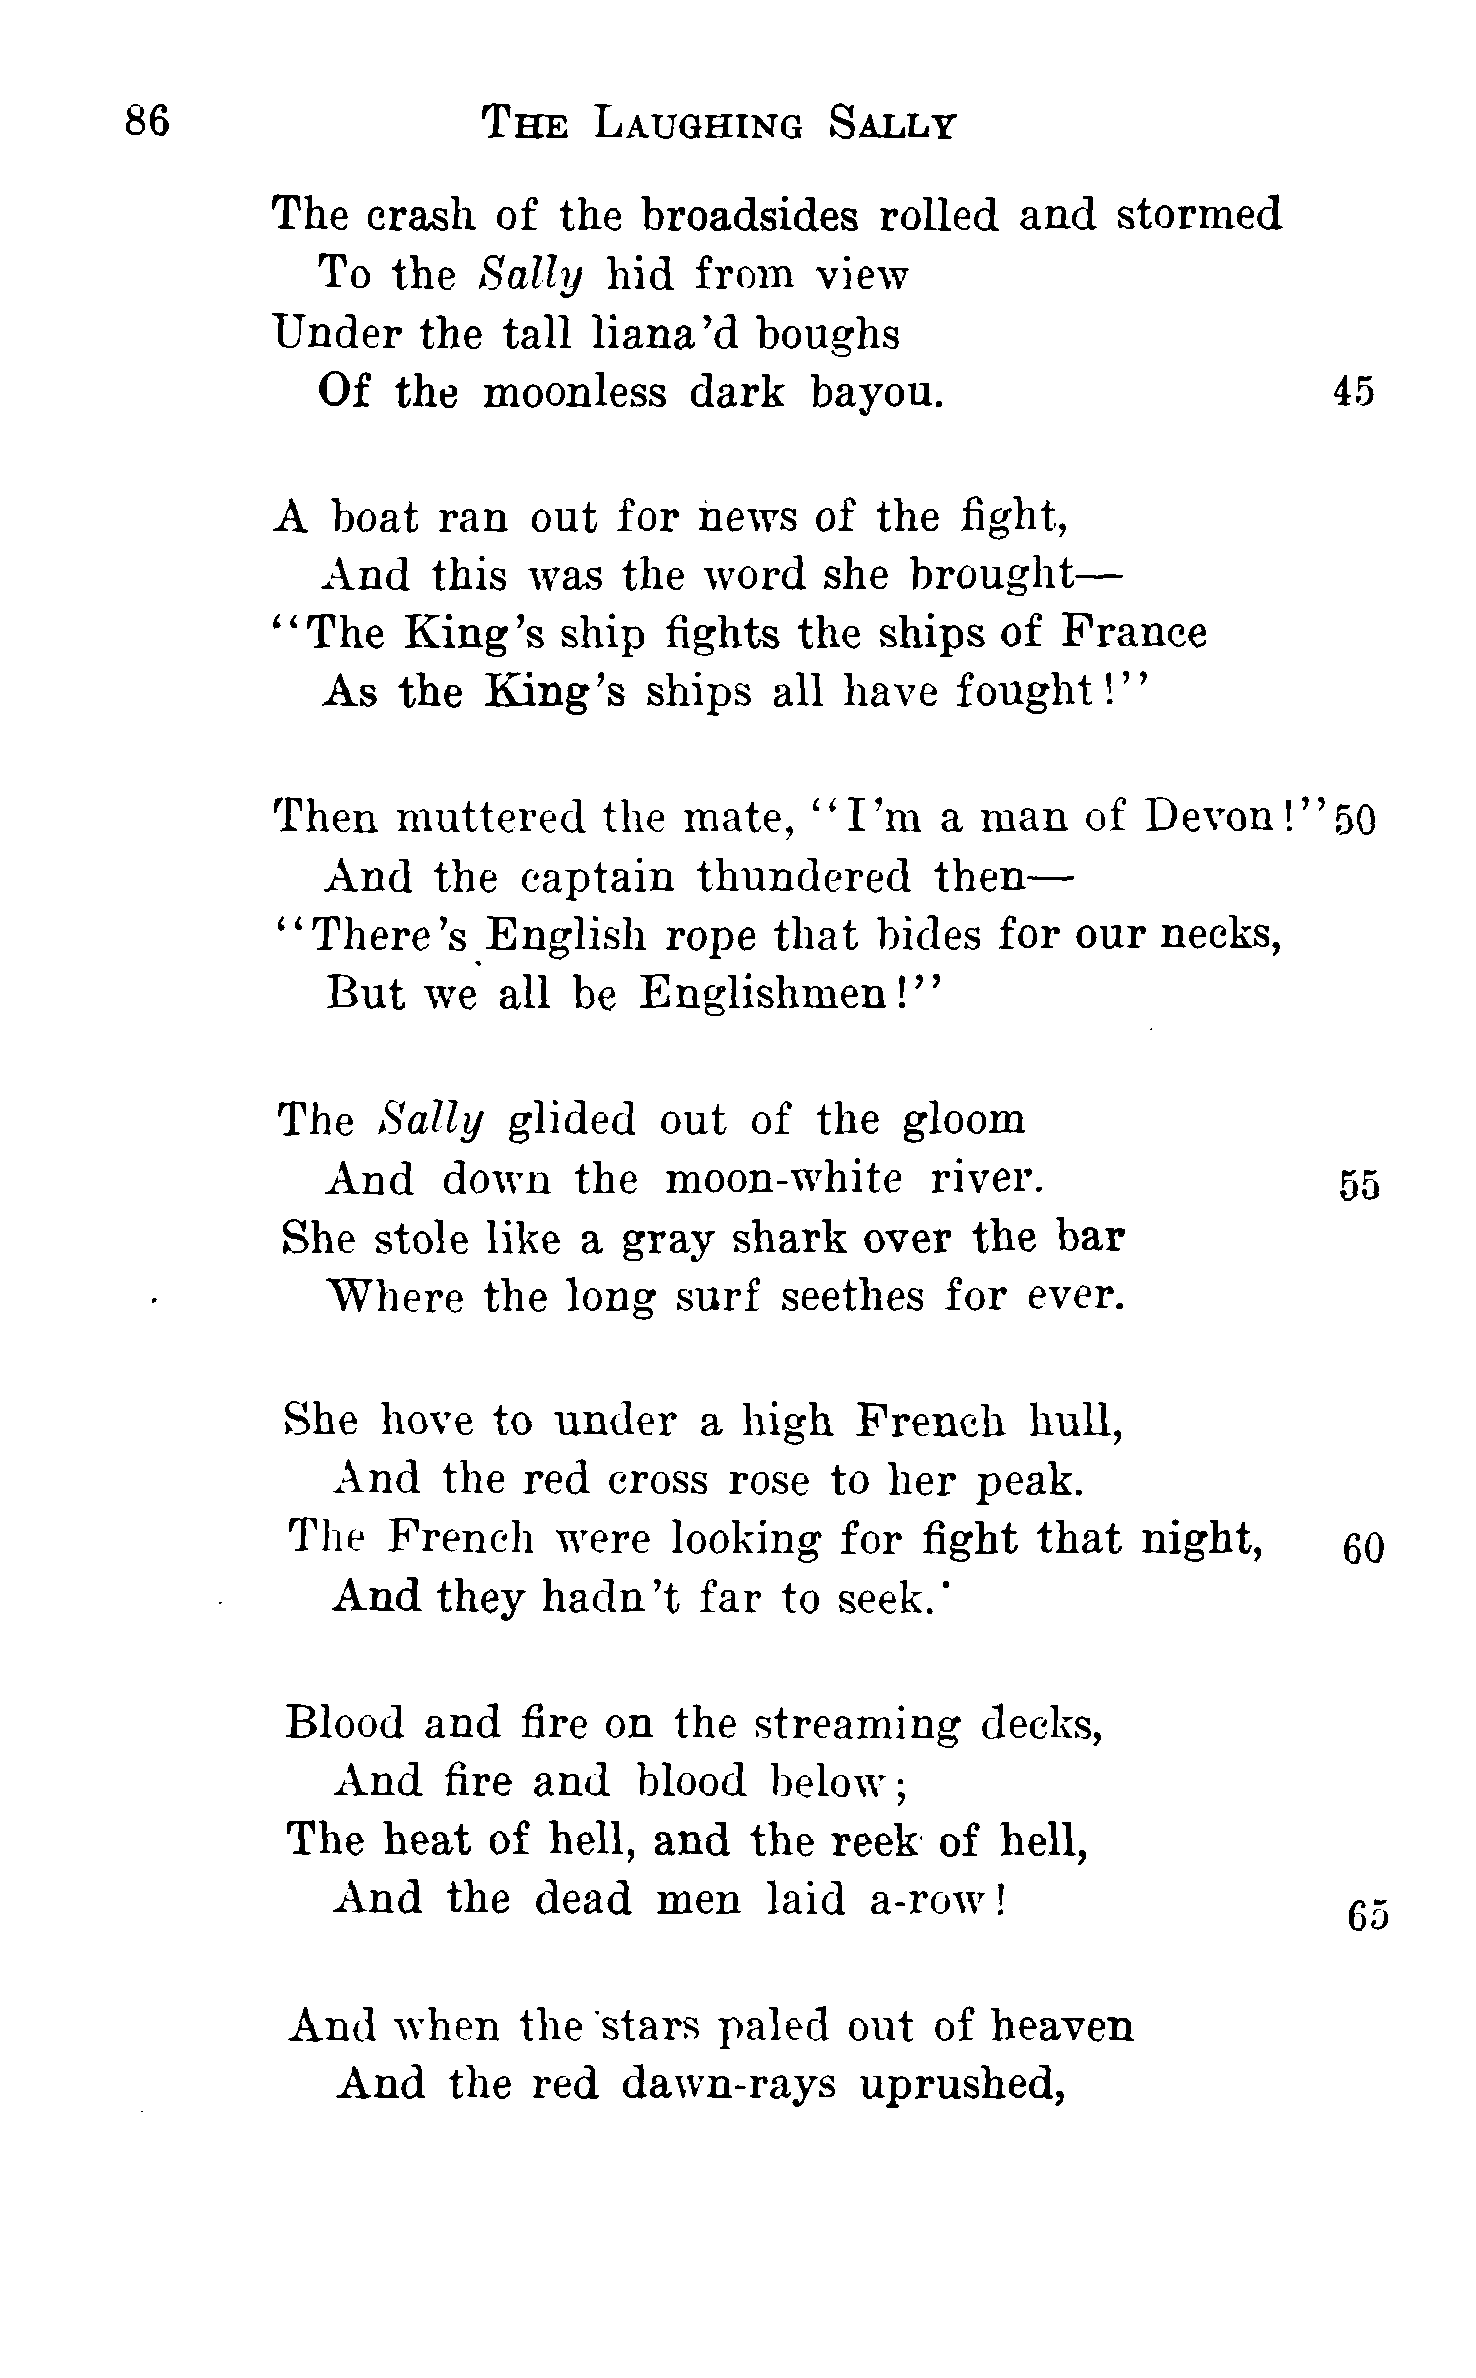 86 The Laughing Sally
The crash of the broadsides rolled and stormed
To the Sally hid from view
Under the tall liana'd boughs
Of the moonless dark bayou. 45
A boat ran out for news of the fight,
And this was the word she brought—
"The King's ship fights the ships of France
As the King's ships all have fought!"
Then muttered the mate, "I'm a man of Devon!" 50
And the captain thundered then—
"There's English rope that bides for our necks,
But we all be Englishmen!"
The Sally glided out of the gloom
And down the moon-white river. 55
She stole like a gray shark over the bar
Where the long surf seethes for ever.
She hove to under a high French hull,
And the red cross rose to her peak.
The French were looking for fight that night, 60
And they hadn't far to seek.
Blood and fire on the streaming decks,
And fire and blood below;
The heat of hell, and the reek of hell,
And the dead men laid a-row! 65
And when the stars paled out of heaven
And the red dawn-rays uprushed,